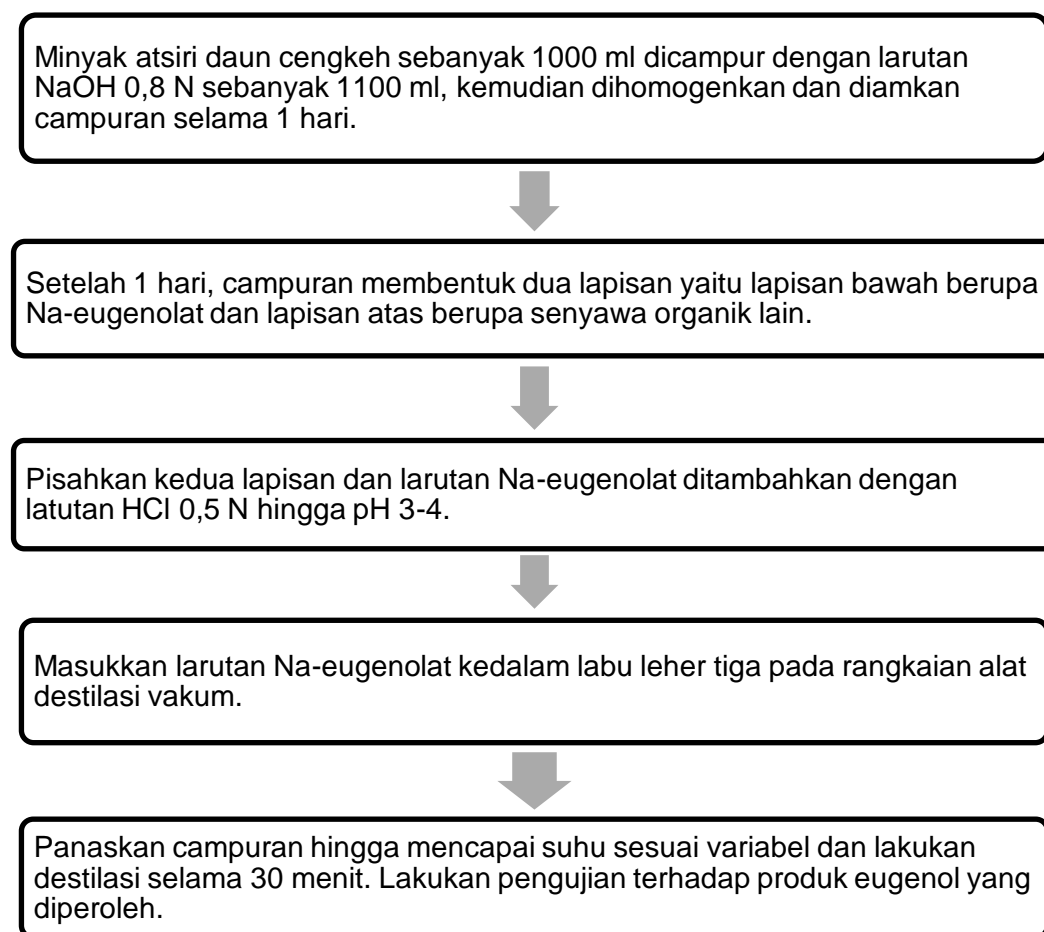 Minyak atsiri daun cengkeh sebanyak 1000 ml dicampur dengan larutan
NaOH 0,8 N sebanyak 1100 ml, kemudian dihomogenkan dan diamkan
campuran selama 1 hari.
Setelah 1 hari, campuran membentuk dua lapisan yaitu lapisan bawah berupa
Na-eugenolat dan lapisan atas berupa senyawa organik lain.
Pisahkan kedua lapisan dan larutan Na-eugenolat ditambahkan dengan
latutan HCl 0,5 N hingga pH 3-4.
Masukkan larutan Na-eugenolat kedalam labu leher tiga pada rangkaian alat
destilasi vakum.
Panaskan campuran hingga mencapai suhu sesuai variabel dan lakukan
destilasi selama 30 menit. Lakukan pengujian terhadap produk eugenol yang
diperoleh.